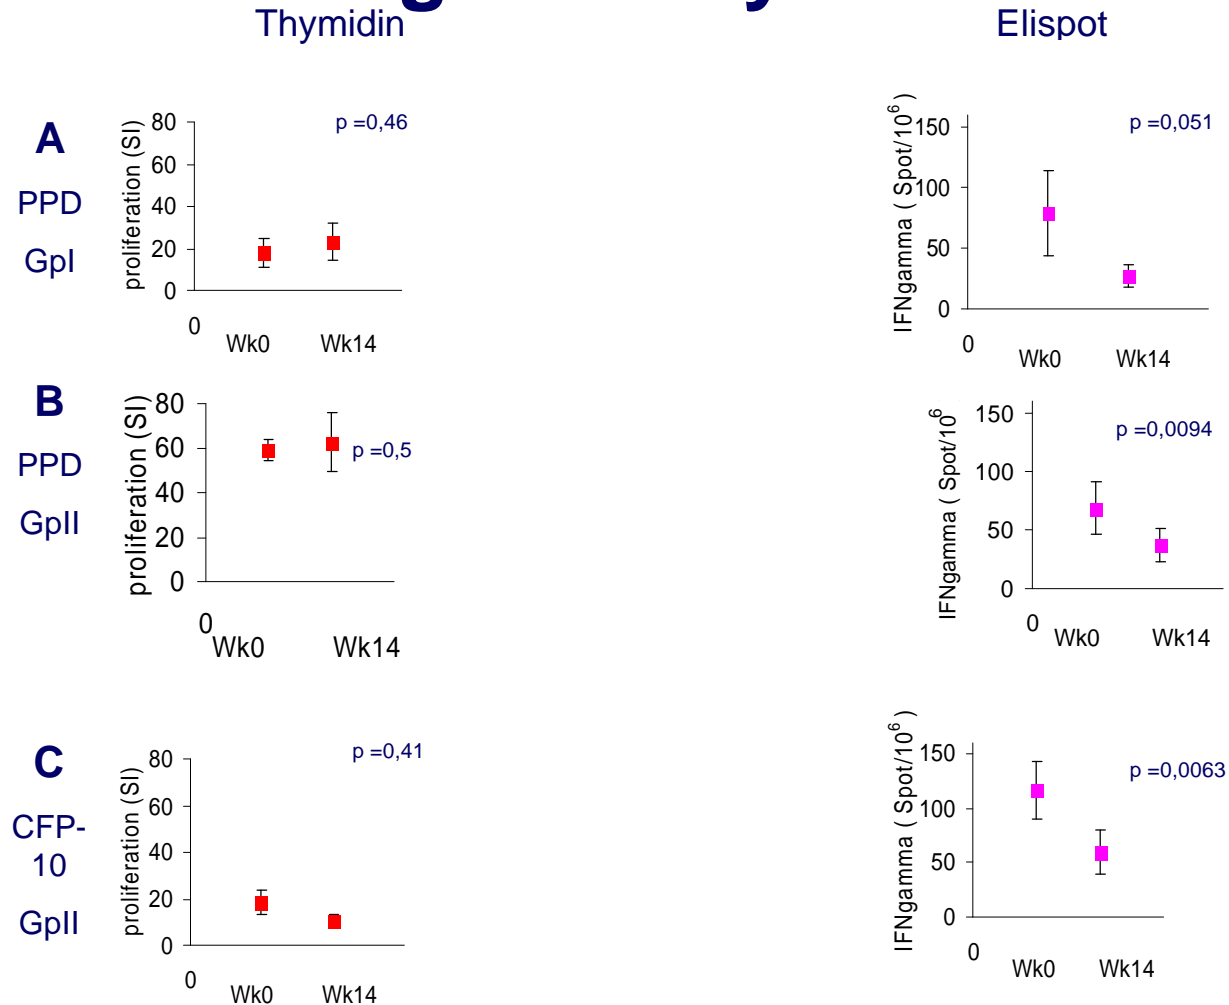 Thymidin
Elispot
A
PPD
GpI
proliferation (SI)
80
60
40
20
0
0
Wk0 Wk14
p =0,46
IFNgamma ( Spot/10⁶ )
150
100
50
0
0
Wk0 Wk14
p =0,051
B
PPD
GpII
proliferation (SI)
80
60
40
20
0
0
Wk0 Wk14
p =0,5
IFNgamma ( Spot/10⁶
150
100
50
0
0
Wk0 Wk14
p =0,0094
C
CFP-
10
GpII
proliferation (SI)
80
60
40
20
0
0
Wk0 Wk14
p =0,41
IFNgamma ( Spot/10⁶ )
150
100
50
0
0
Wk0 Wk14
p =0,0063